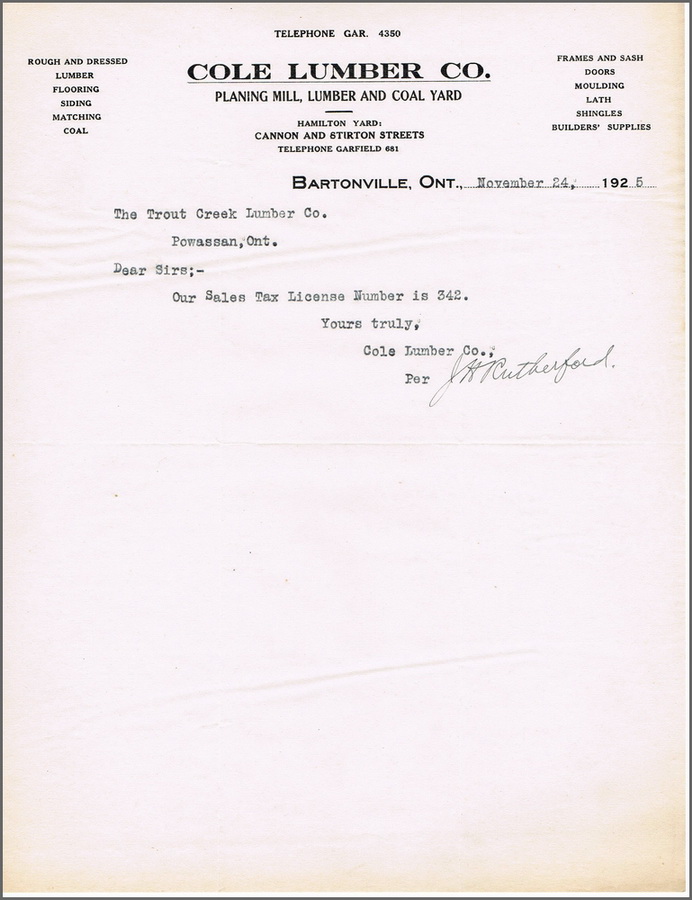 TELEPHONE GAR. 4350
ROUGH AND DRESSED
LUMBER
FLOORING
SIDING
MATCHING
COAL
COLE LUMBER CO.
PLANING MILL, LUMBER AND COAL YARD
HAMILTON YARD:
CANNON AND STIRTON STREETS
TELEPHONE GARFIELD 681
FRAMES AND SASH
DOORS
MOULDING
LATH
SHINGLES
BUILDERS' SUPPLIES
BARTONVILLE, ONT., November 24, 1925
The Trout Creek Lumber Co.
Powassan, Ont.
Dear Sirs;-
Our Sales Tax License Number is 342.
Yours truly,
Cole Lumber Co.,
Per J H Rutherford.